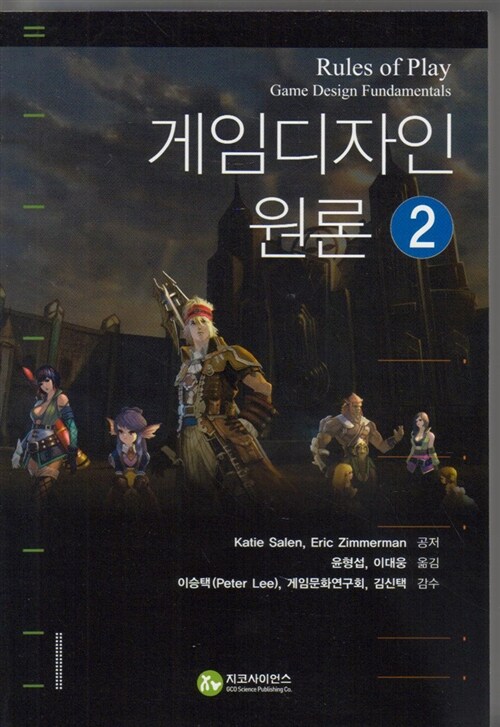 Rules of Play
Game Design Fundamentals
게임디자인
원론 2
Katie Salen, Eric Zimmerman 공저
윤형섭, 이대웅 옮김
이승택(Peter Lee), 게임문화연구회, 김신택 감수
지코사이언스
GCO Science Publishing Co.